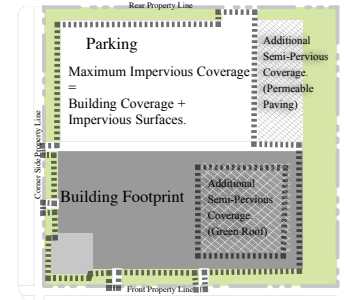 Rear Property Line
Parking
Maximum Impervious Coverage
=
Building Coverage +
Impervious Surfaces.
Additional
Semi-Pervious
Coverage.
(Permeable
Paving)
Corner Side Property Line
Building Footprint
Additional
Semi-Pervious
Coverage
(Green Roof)
Front Property Line